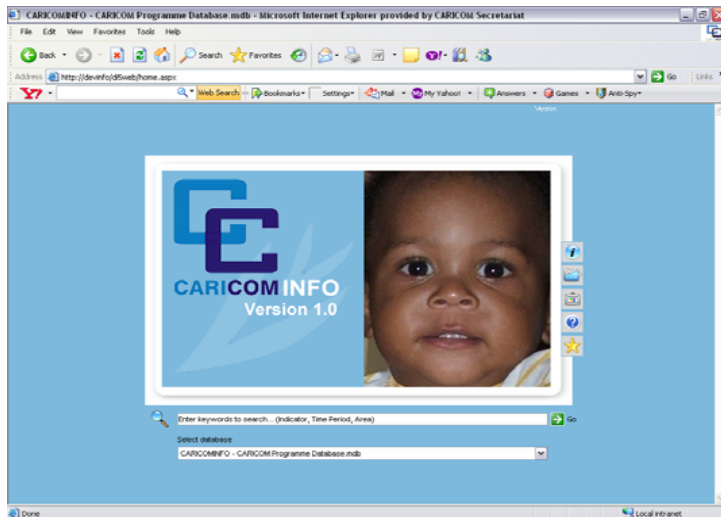 CARICOMINFO - CARICOM Programme Database.mdb - Microsoft Internet Explorer provided by CARICOM Secretariat
File Edit View Favorites Tools Help
Back Search Favorites
Address http://devinfo/di5web/home.aspx Go Links
Y7 Web Search Bookmarks Settings Mail My Yahoo! Answers Games Anti-Spy
Version
CARICOM INFO
Version 1.0
Enter keywords to search... (Indicator, Time Period, Area) Go
Select database
CARICOMINFO - CARICOM Programme Database.mdb
Done Local intranet